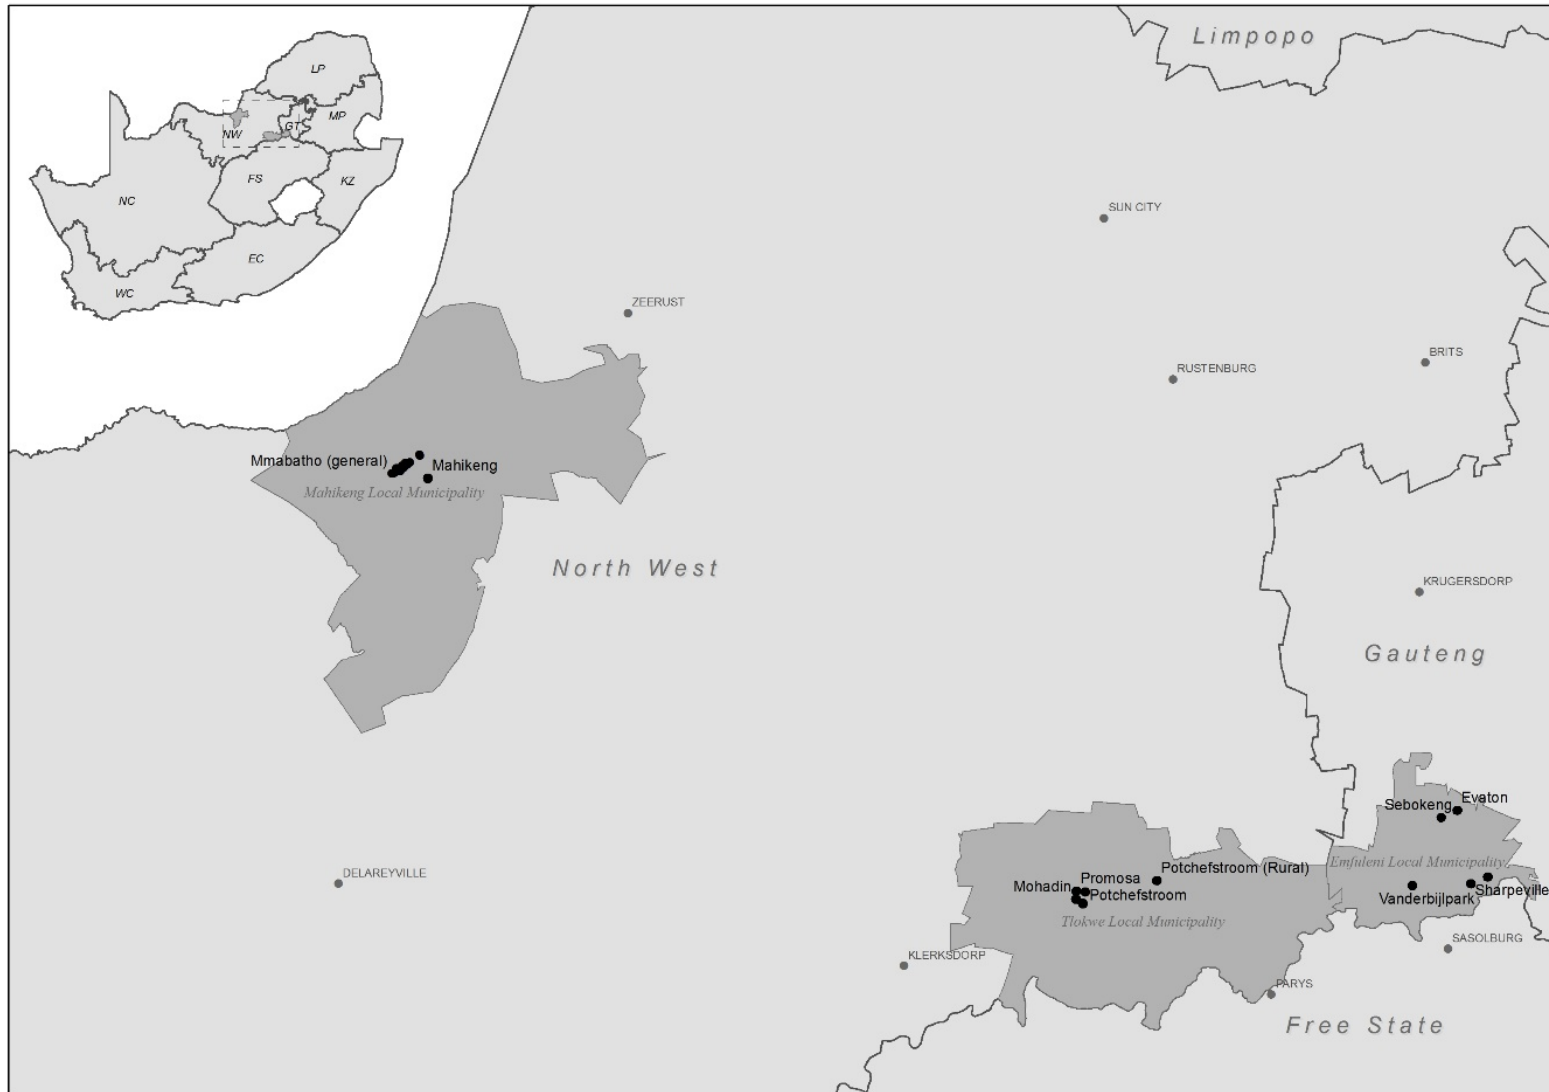 Limpopo
LP
MP
GT
NW
FS
KZ
NC
EC
WC
SUN CITY
ZEERUST
BRITS
RUSTENBURG
Mmabatho (general)
Mahikeng
Mahikeng Local Municipality
North West
KRUGERSDORP
Gauteng
Sebokeng
Evaton
Emfuleni Local Municipality
DELAREYVILLE
Potchefstroom (Rural)
Promosa
Mohadin
Potchefstroom
Vanderbijlpark
Sharpeville
Tlokwe Local Municipality
SASOLBURG
KLERKSDORP
PARYS
Free State